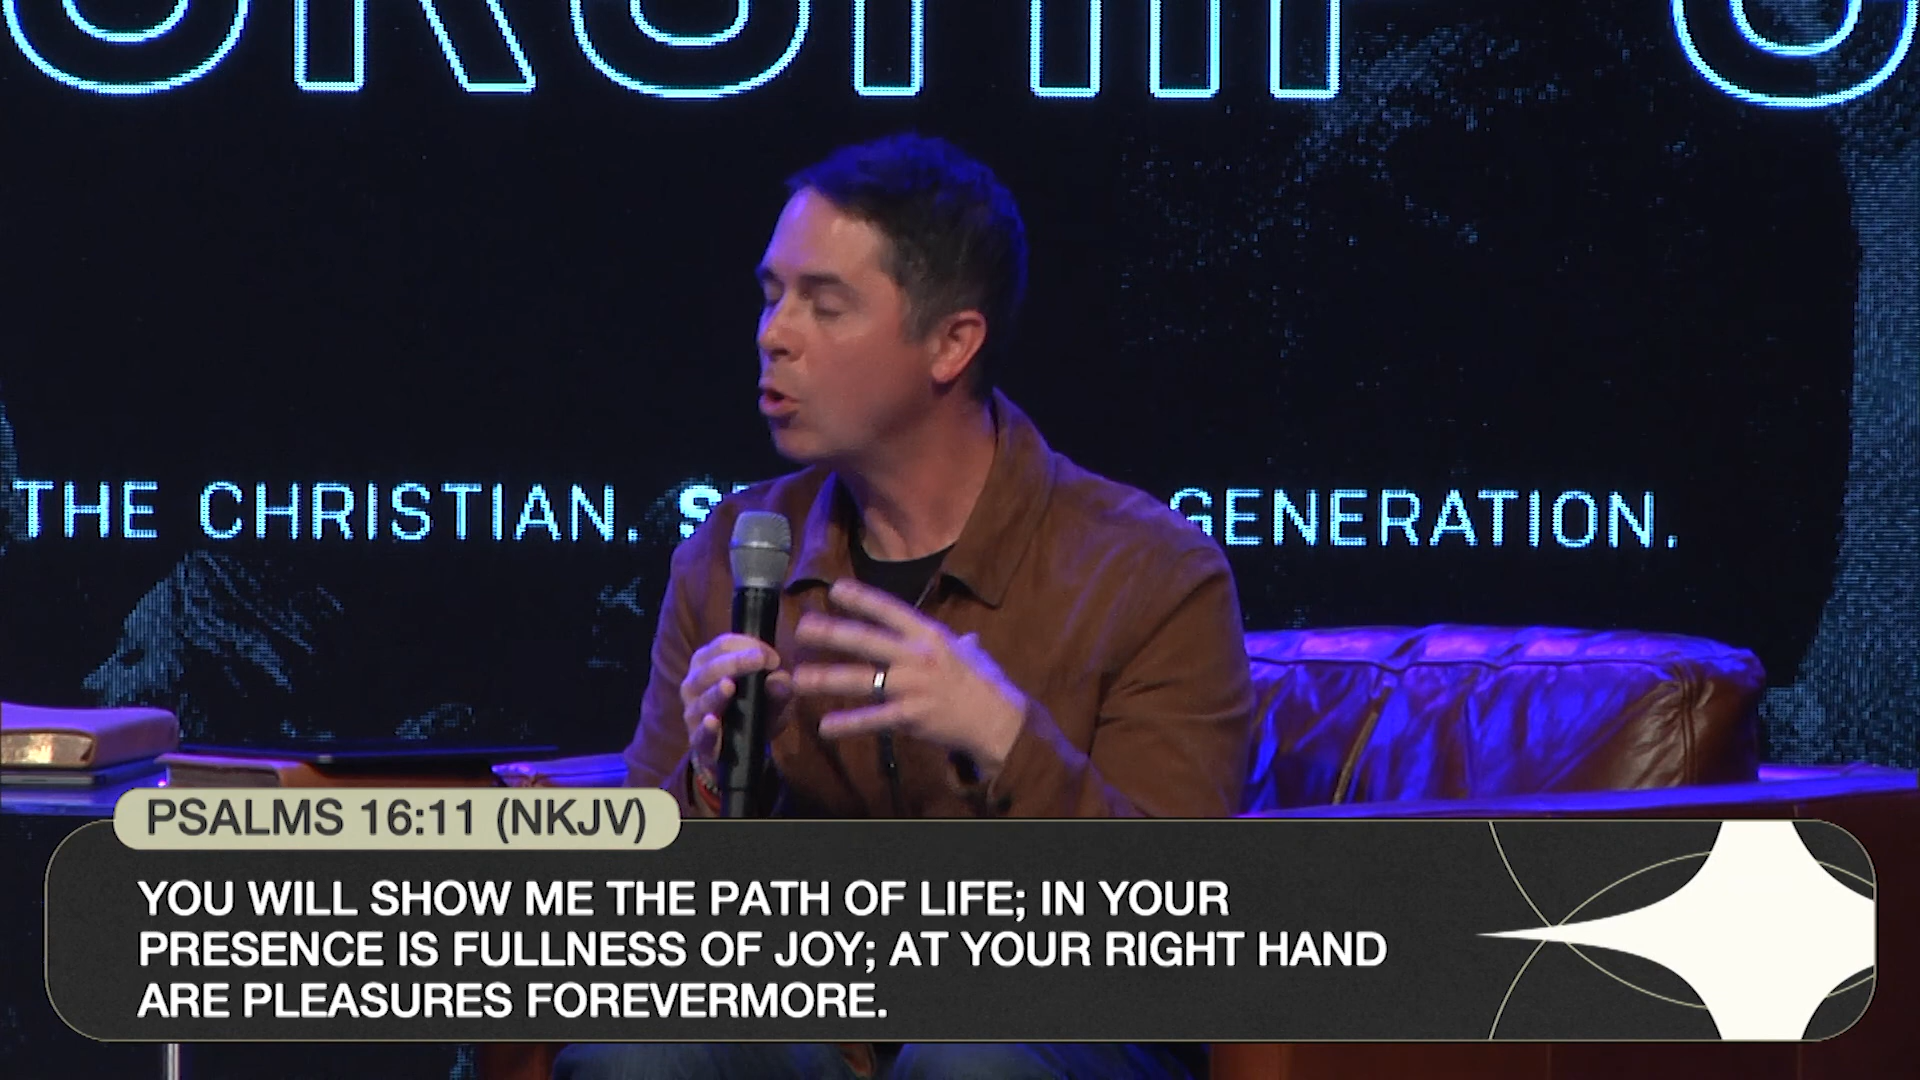 THE CHRISTIAN. GENERATION.
PSALMS 16:11 (NKJV)
YOU WILL SHOW ME THE PATH OF LIFE; IN YOUR
PRESENCE IS FULLNESS OF JOY; AT YOUR RIGHT HAND
ARE PLEASURES FOREVERMORE.